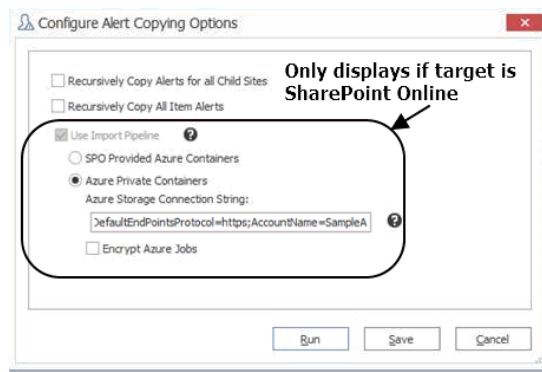 Configure Alert Copying Options
Recursively Copy Alerts for all Child Sites
Only displays if target is
SharePoint Online
Recursively Copy All Item Alerts
Use Import Pipeline ?
SPO Provided Azure Containers
Azure Private Containers
Azure Storage Connection String:
DefaultEndPointsProtocol=https;AccountName=SampleA ?
Encrypt Azure Jobs
Run Save Cancel